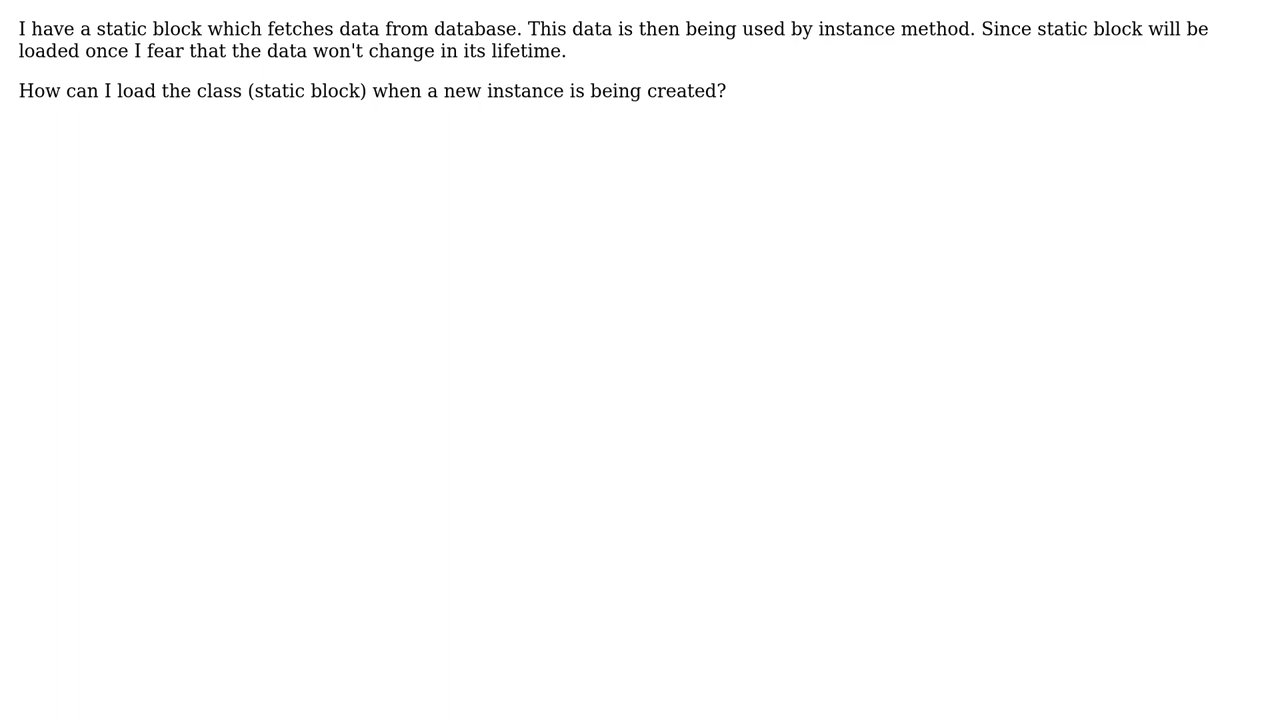 I have a static block which fetches data from database. This data is then being used by instance method. Since static block will be
loaded once I fear that the data won't change in its lifetime.
How can I load the class (static block) when a new instance is being created?